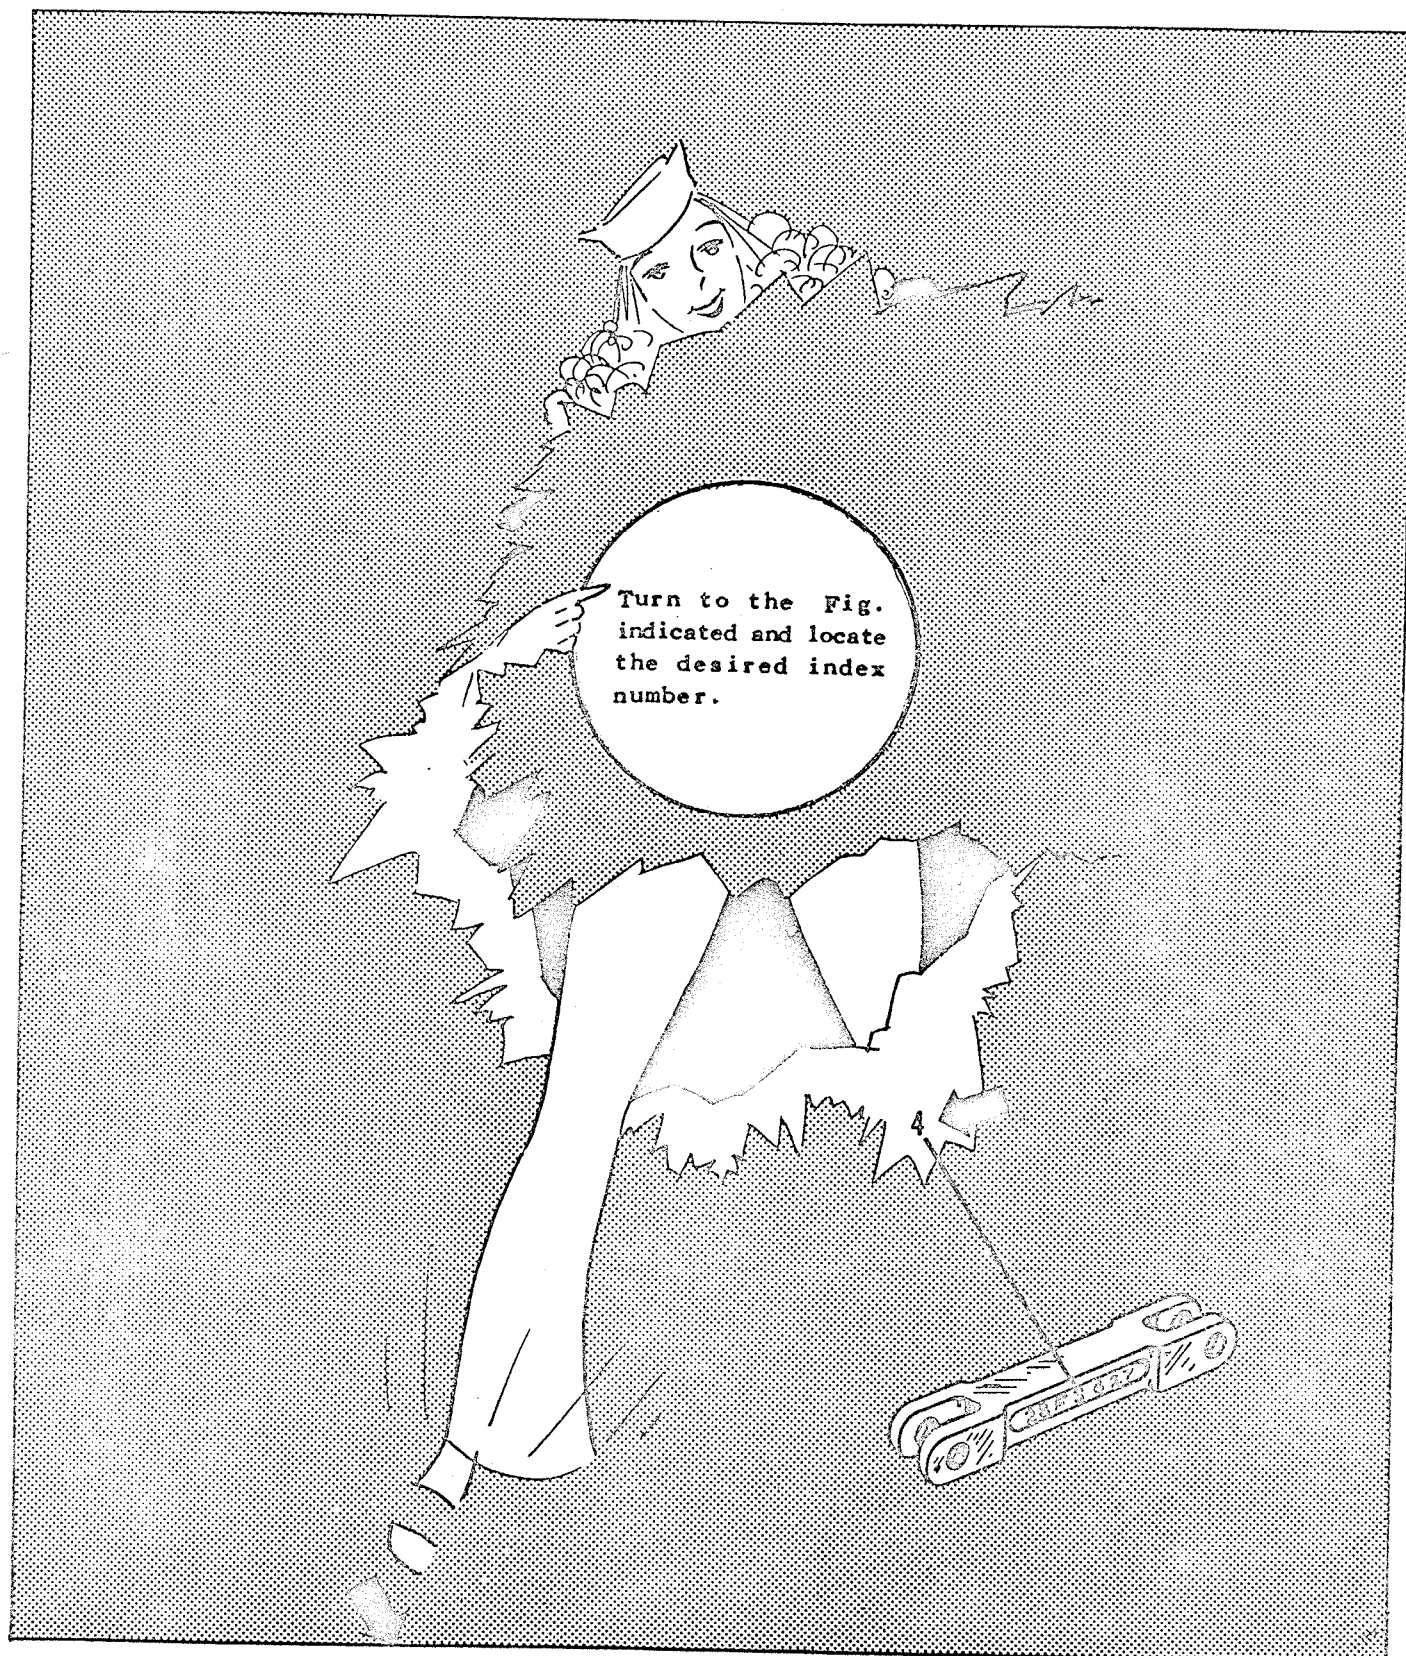 Turn to the Fig.
indicated and locate
the desired index
number.
4